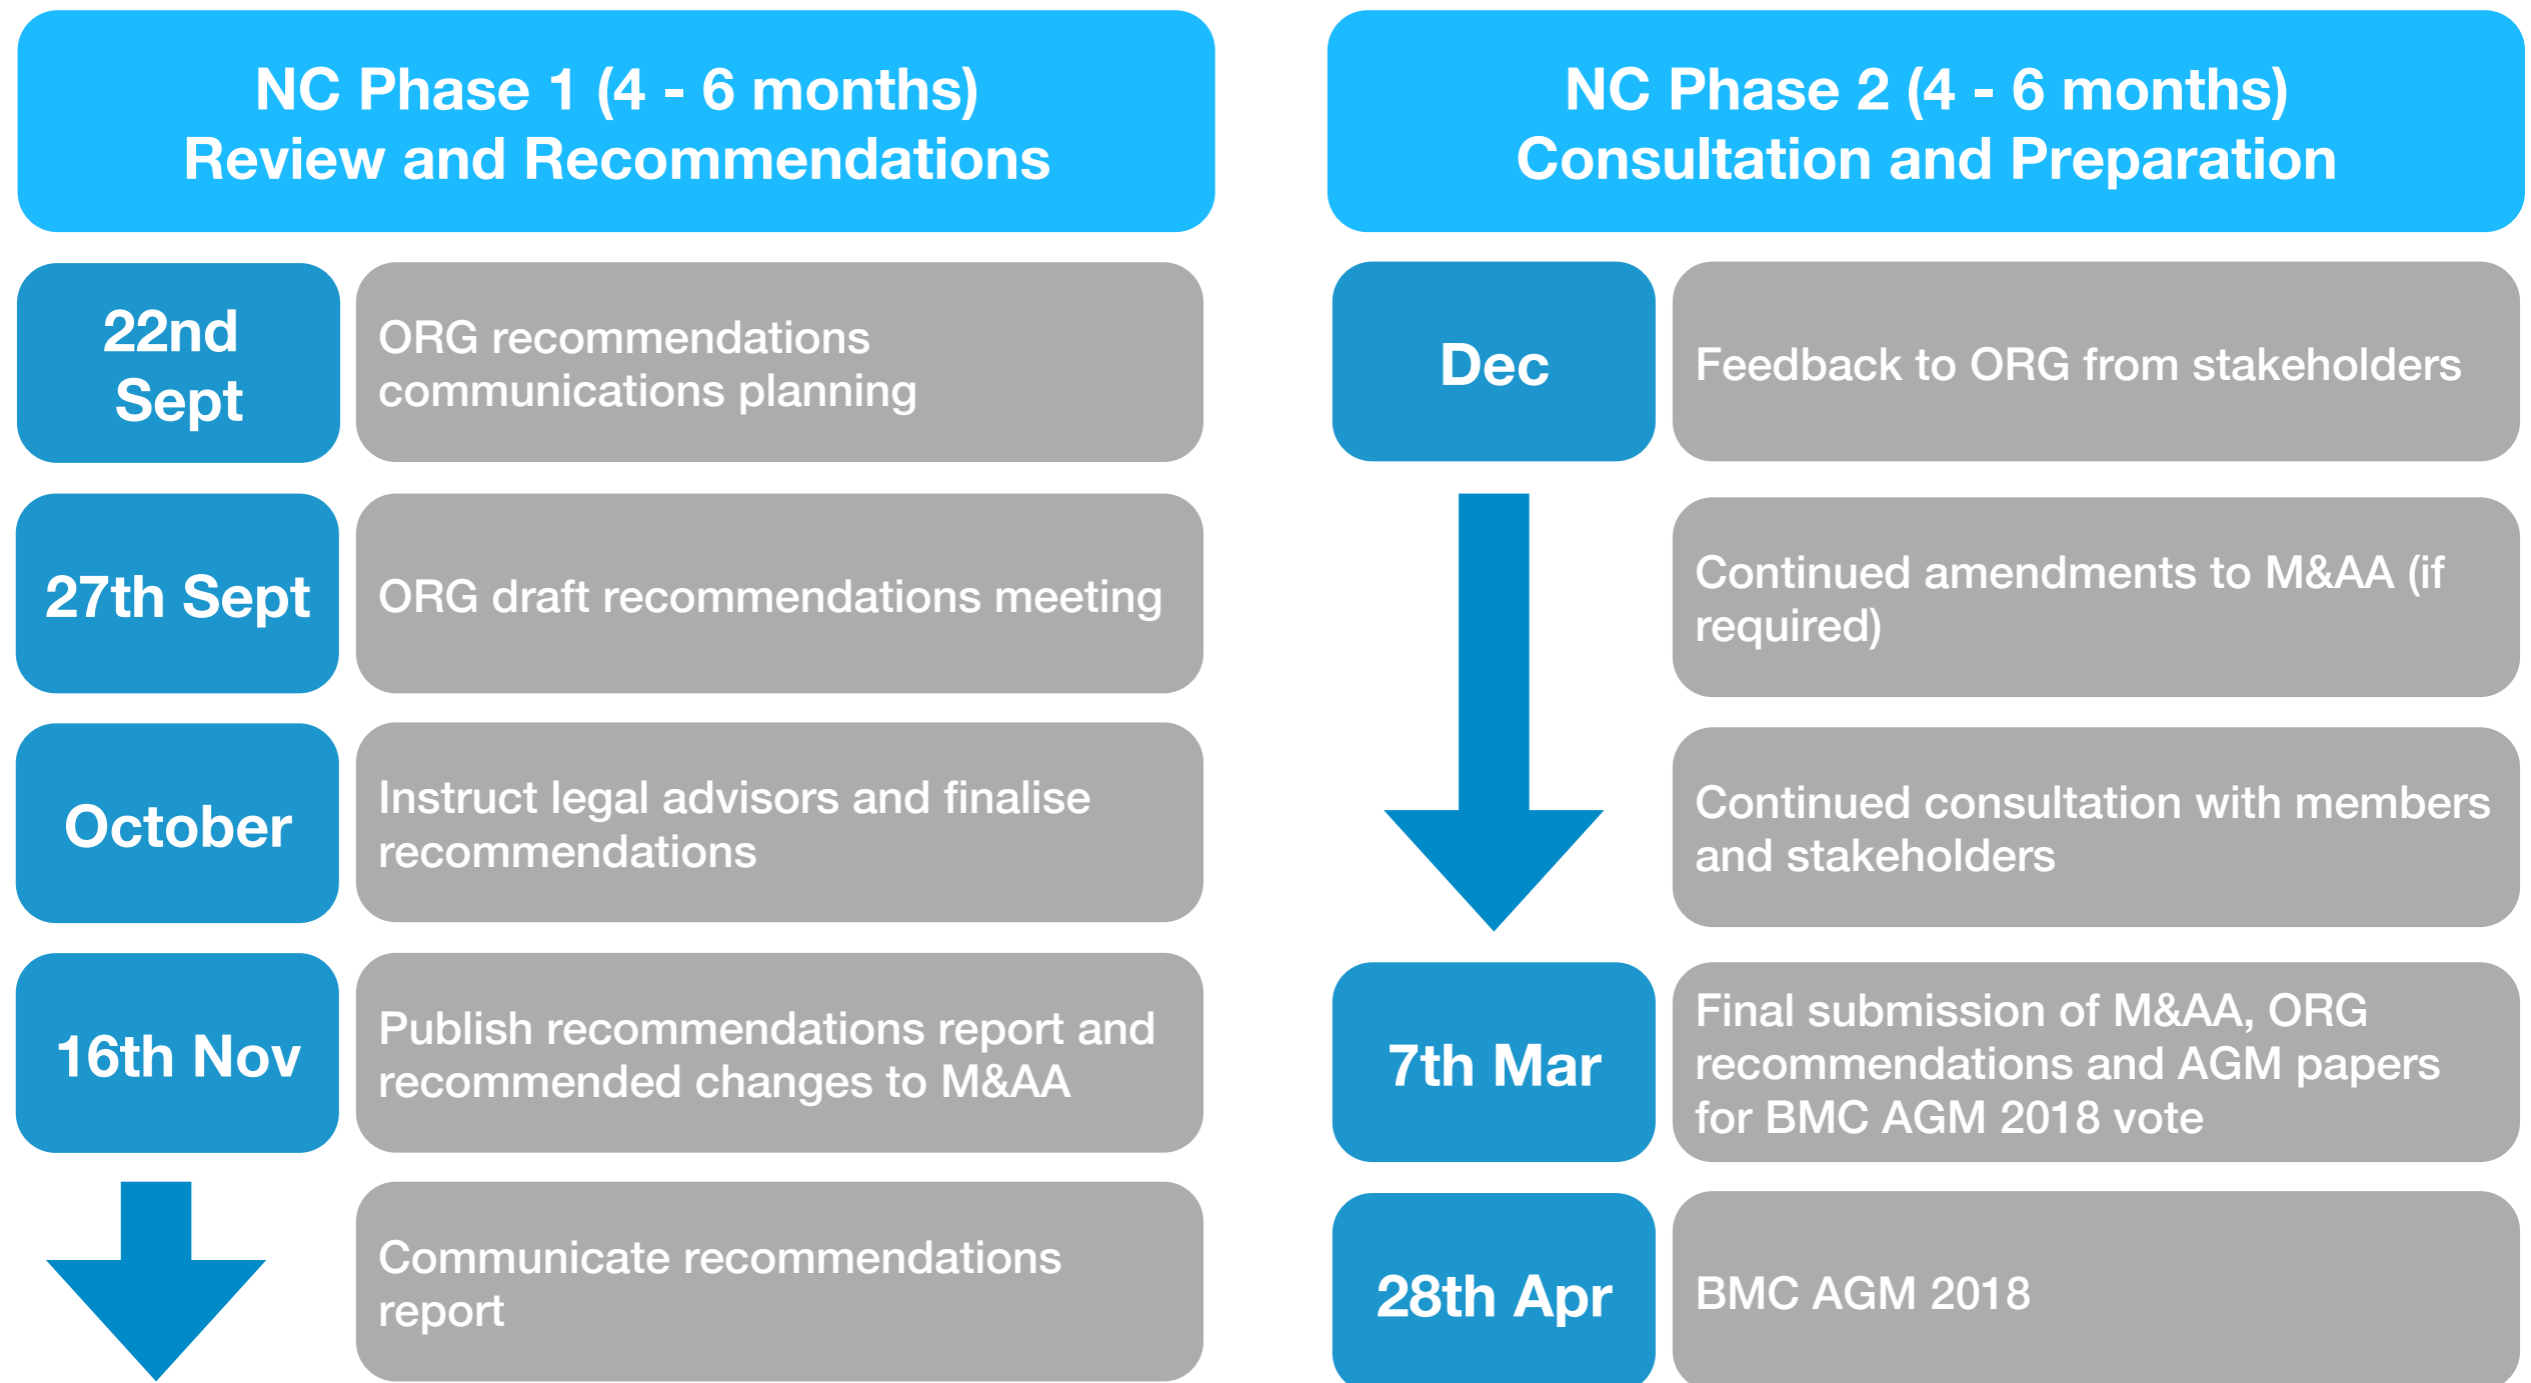 NC Phase 1 (4 - 6 months)
Review and Recommendations
22nd
Sept
ORG recommendations
communications planning
27th Sept
ORG draft recommendations meeting
October
Instruct legal advisors and finalise
recommendations
16th Nov
Publish recommendations report and
recommended changes to M&AA
Communicate recommendations
report
NC Phase 2 (4 - 6 months)
Consultation and Preparation
Dec
Feedback to ORG from stakeholders
Continued amendments to M&AA (if
required)
Continued consultation with members
and stakeholders
7th Mar
Final submission of M&AA, ORG
recommendations and AGM papers
for BMC AGM 2018 vote
28th Apr
BMC AGM 2018